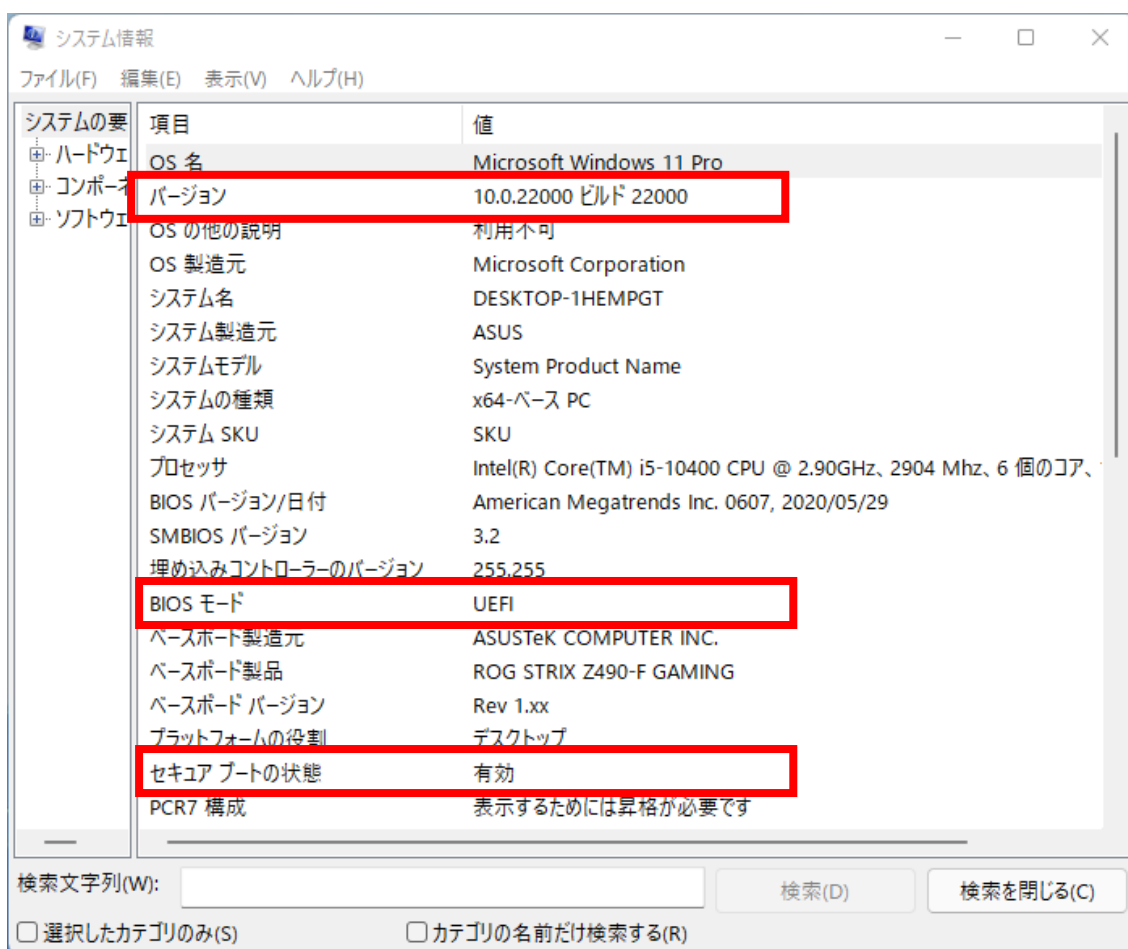 システム情報
ファイル(F) 編集(E) 表示(V) ヘルプ(H)
システムの要
ハードウェ
コンポーネ
ソフトウェ
項目 値
OS 名 Microsoft Windows 11 Pro
バージョン 10.0.22000 ビルド 22000
OS の他の説明 利用不可
OS 製造元 Microsoft Corporation
システム名 DESKTOP-1HEMPGT
システム製造元 ASUS
システムモデル System Product Name
システムの種類 x64-ベース PC
システム SKU SKU
プロセッサ Intel(R) Core(TM) i5-10400 CPU @ 2.90GHz、2904 Mhz、6 個のコア、
BIOS バージョン/日付 American Megatrends Inc. 0607, 2020/05/29
SMBIOS バージョン 3.2
埋め込みコントローラーのバージョン 255.255
BIOS モード UEFI
ベースボード製造元 ASUSTeK COMPUTER INC.
ベースボード製品 ROG STRIX Z490-F GAMING
ベースボード バージョン Rev 1.xx
プラットフォームの役割 デスクトップ
セキュア ブートの状態 有効
PCR7 構成 表示するためには昇格が必要です
検索文字列(W): 検索(D) 検索を閉じる(C)
選択したカテゴリのみ(S) カテゴリの名前だけ検索する(R)